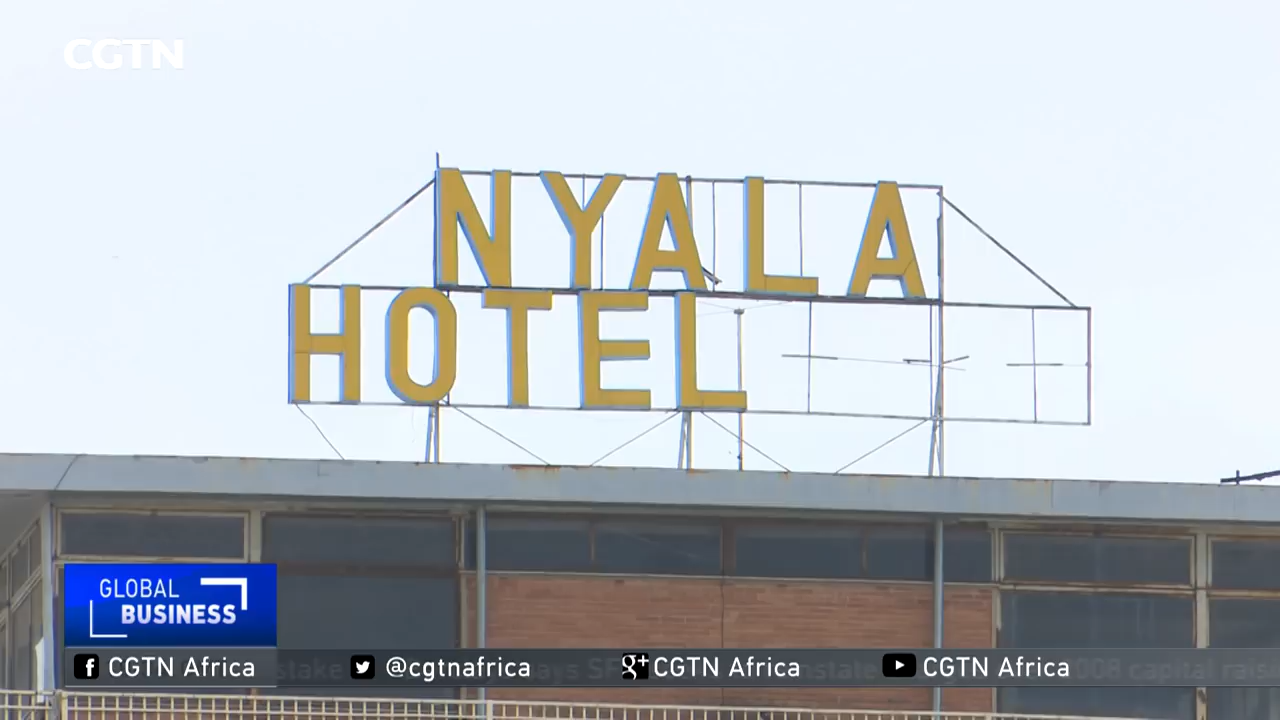 CGTN
NYALA
HOTEL
GLOBAL
BUSINESS
CGTN Africa
@cgtnafrica
g+ CGTN Africa
CGTN Africa